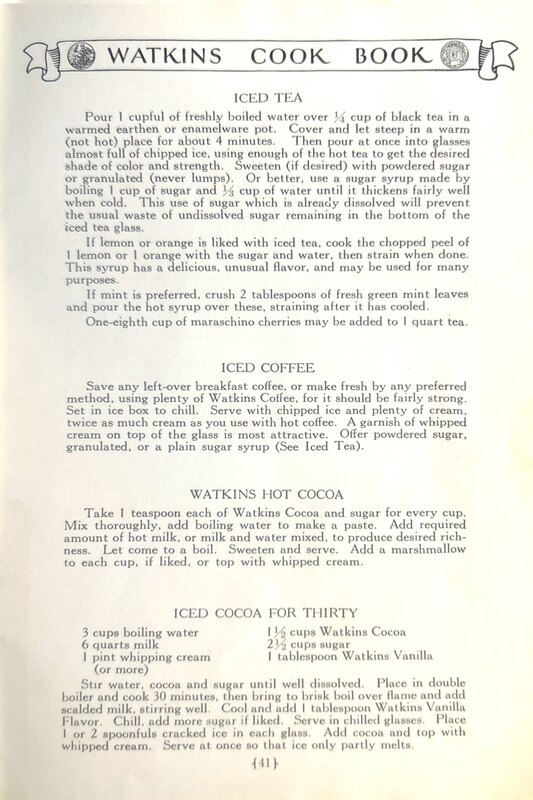 WATKINS COOK BOOK
ICED TEA
Pour 1 cupful of freshly boiled water over ¼ cup of black tea in a
warmed earthen or enamelware pot. Cover and let steep in a warm
(not hot) place for about 4 minutes. Then pour at once into glasses
almost full of chipped ice, using enough of the hot tea to get the desired
shade of color and strength. Sweeten (if desired) with powdered sugar
or granulated (never lumps). Or better, use a sugar syrup made by
boiling 1 cup of sugar and ⅓ cup of water until it thickens fairly well
when cold. This use of sugar which is already dissolved will prevent
the usual waste of undissolved sugar remaining in the bottom of the
iced tea glass.
If lemon or orange is liked with iced tea, cook the chopped peel of
1 lemon or 1 orange with the sugar and water, then strain when done.
This syrup has a delicious, unusual flavor, and may be used for many
purposes.
If mint is preferred, crush 2 tablespoons of fresh green mint leaves
and pour the hot syrup over these, straining after it has cooled.
One-eighth cup of maraschino cherries may be added to 1 quart tea.
ICED COFFEE
Save any left-over breakfast coffee, or make fresh by any preferred
method, using plenty of Watkins Coffee, for it should be fairly strong.
Set in ice box to chill. Serve with chipped ice and plenty of cream,
twice as much cream as you use with hot coffee. A garnish of whipped
cream on top of the glass is most attractive. Offer powdered sugar,
granulated, or a plain sugar syrup (See Iced Tea).
WATKINS HOT COCOA
Take 1 teaspoon each of Watkins Cocoa and sugar for every cup.
Mix thoroughly, add boiling water to make a paste. Add required
amount of hot milk, or milk and water mixed, to produce desired rich-
ness. Let come to a boil. Sweeten and serve. Add a marshmallow
to each cup, if liked, or top with whipped cream.
ICED COCOA FOR THIRTY
3 cups boiling water
6 quarts milk
1 pint whipping cream
(or more)
1½ cups Watkins Cocoa
2½ cups sugar
1 tablespoon Watkins Vanilla
Stir water, cocoa and sugar until well dissolved. Place in double
boiler and cook 30 minutes, then bring to brisk boil over flame and add
scalded milk, stirring well. Cool and add 1 tablespoon Watkins Vanilla
Flavor. Chill, add more sugar if liked. Serve in chilled glasses. Place
1 or 2 spoonfuls cracked ice in each glass. Add cocoa and top with
whipped cream. Serve at once so that ice only partly melts.
{41}